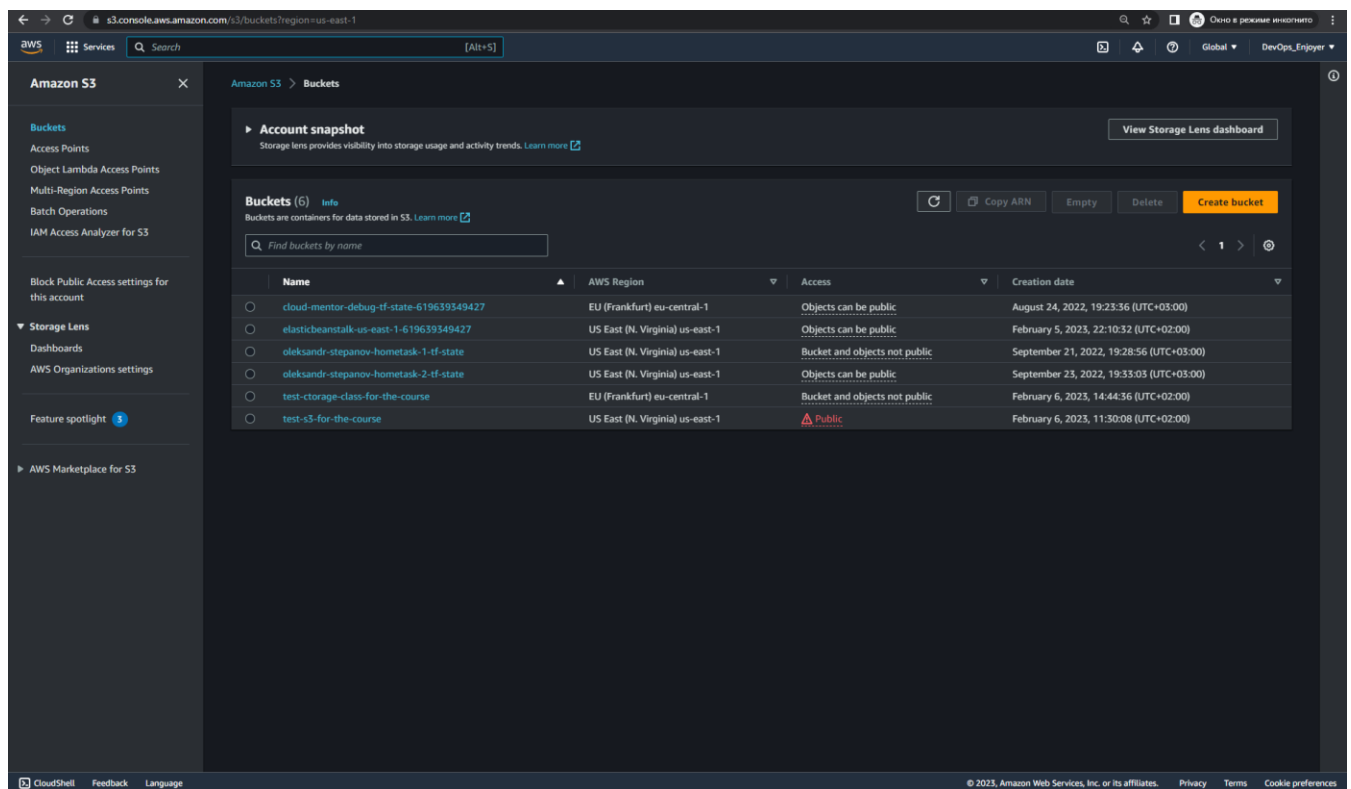 s3.console.aws.amazon.com/s3/buckets?region=us-east-1
Окно в режиме инкогнито
aws
Services
Search
[Alt+S]
Global
DevOps_Enjoyer
Amazon S3
Buckets
Access Points
Object Lambda Access Points
Multi-Region Access Points
Batch Operations
IAM Access Analyzer for S3
Block Public Access settings for
this account
Storage Lens
Dashboards
AWS Organizations settings
Feature spotlight 3
AWS Marketplace for S3
Amazon S3 > Buckets
Account snapshot
Storage lens provides visibility into storage usage and activity trends. Learn more
View Storage Lens dashboard
Buckets (6) Info
Buckets are containers for data stored in S3. Learn more
Copy ARN
Empty
Delete
Create bucket
Find buckets by name
1
Name AWS Region Access Creation date
cloud-mentor-debug-tf-state-619639349427 EU (Frankfurt) eu-central-1 Objects can be public August 24, 2022, 19:23:36 (UTC+03:00)
elasticbeanstalk-us-east-1-619639349427 US East (N. Virginia) us-east-1 Objects can be public February 5, 2023, 22:10:32 (UTC+02:00)
oleksandr-stepanov-hometask-1-tf-state US East (N. Virginia) us-east-1 Bucket and objects not public September 21, 2022, 19:28:56 (UTC+03:00)
oleksandr-stepanov-hometask-2-tf-state US East (N. Virginia) us-east-1 Objects can be public September 23, 2022, 19:33:03 (UTC+03:00)
test-ctorage-class-for-the-course EU (Frankfurt) eu-central-1 Bucket and objects not public February 6, 2023, 14:44:36 (UTC+02:00)
test-s3-for-the-course US East (N. Virginia) us-east-1 Public February 6, 2023, 11:30:08 (UTC+02:00)
CloudShell Feedback Language
© 2023, Amazon Web Services, Inc. or its affiliates. Privacy Terms Cookie preferences